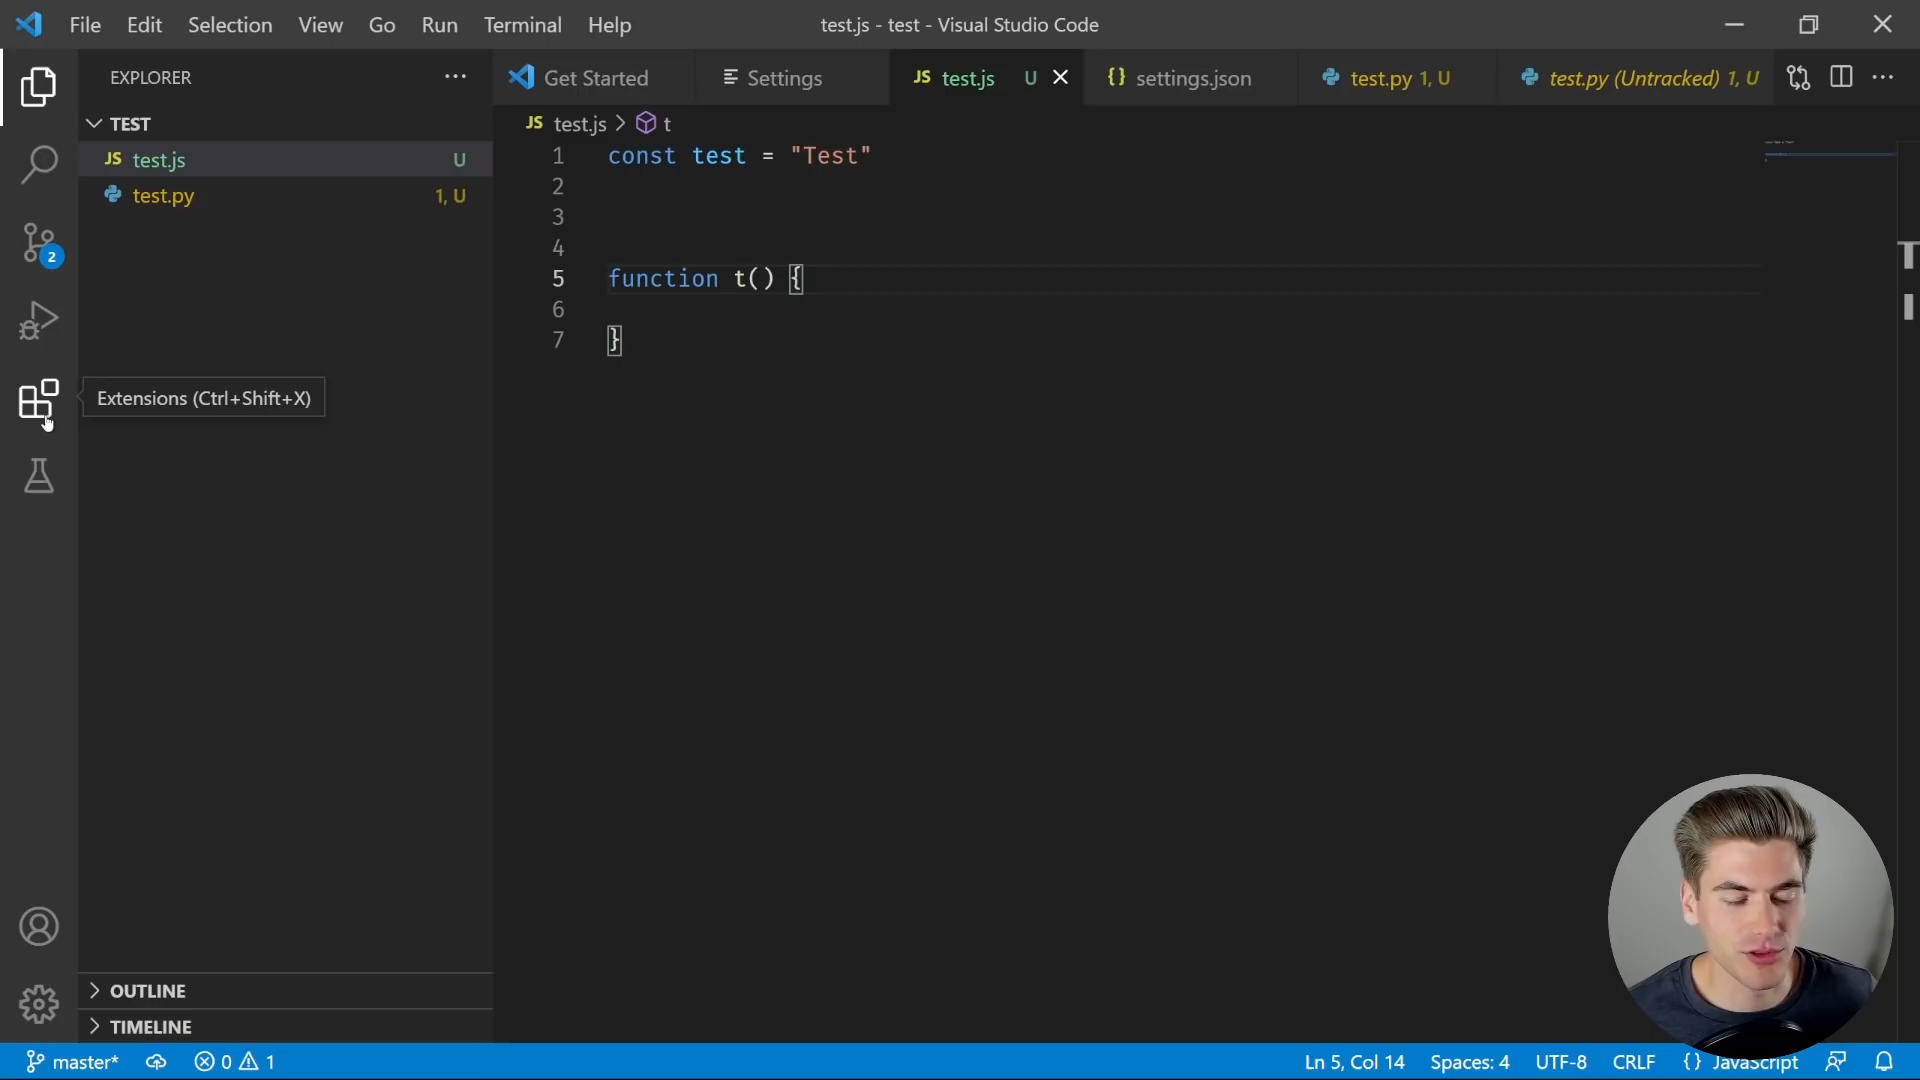 File Edit Selection View Go Run Terminal Help
test.js - test - Visual Studio Code
EXPLORER
Get Started
Settings
JS test.js U
{} settings.json
test.py 1, U
test.py (Untracked) 1, U
TEST
JS test.js U
test.py 1, U
JS test.js > t
1 const test = "Test"
2
3
4
5 function t() {
6
7 }
2
Extensions (Ctrl+Shift+X)
OUTLINE
TIMELINE
master* 0 1
Ln 5, Col 14 Spaces: 4 UTF-8 CRLF {} JavaScript